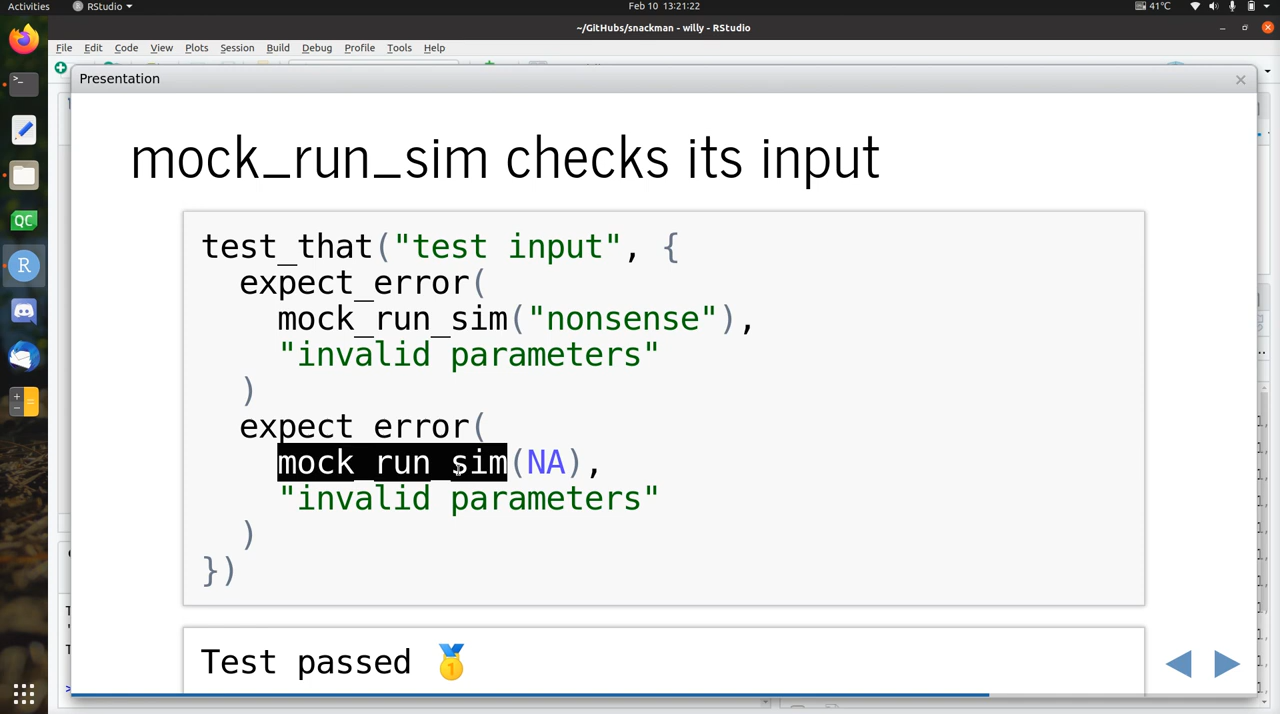 Activities
RStudio
Feb 10 13:21:22
41°C
~/GitHubs/snackman - willy - RStudio
File Edit Code View Plots Session Build Debug Profile Tools Help
Presentation
mock_run_sim checks its input
test_that("test input", {
expect_error(
mock_run_sim("nonsense"),
"invalid parameters"
)
expect_error(
mock_run_sim(NA),
"invalid parameters"
)
})
Test passed 🥇
QC
R
1